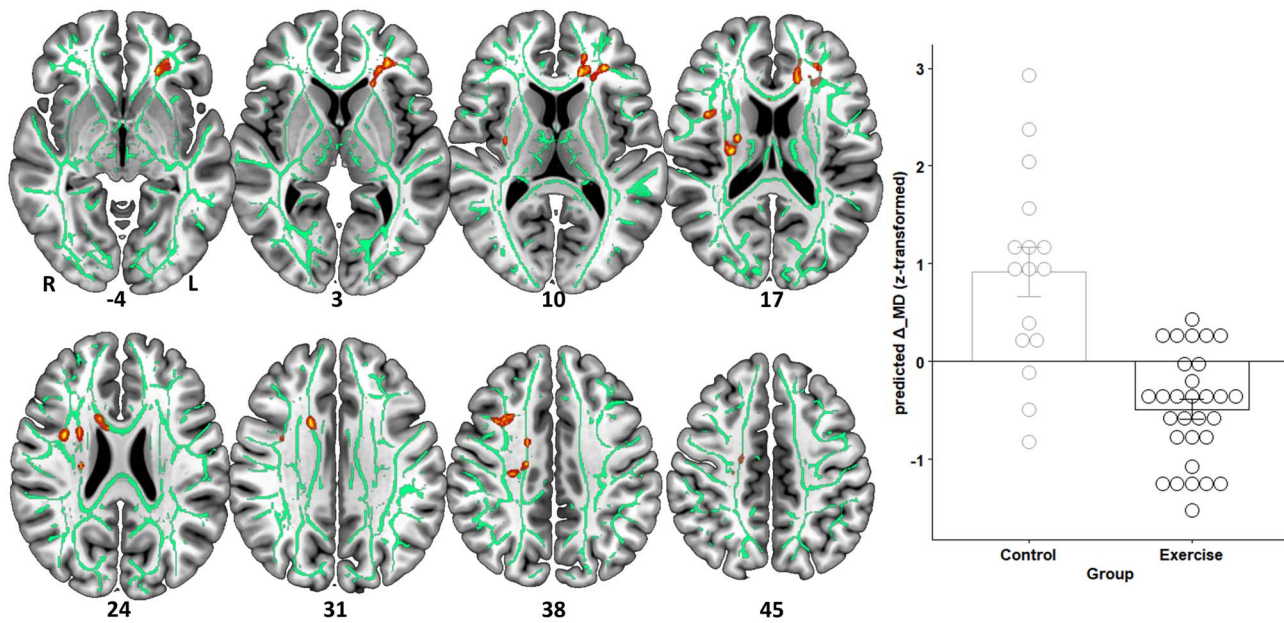 R
L
-4
3
10
17
24
31
38
45
predicted Δ_MD (z-transformed)
3
2
1
0
-1
Control
Exercise
Group